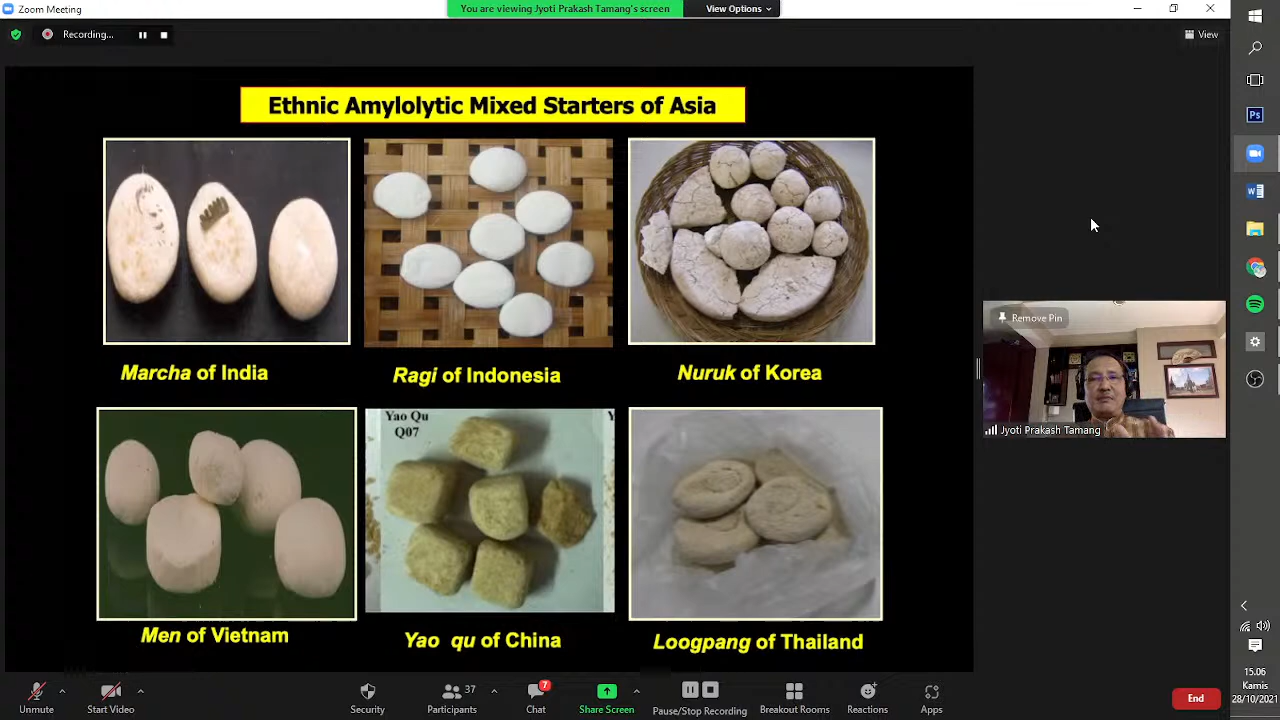 Zoom Meeting
You are viewing Jyoti Prakash Tamang's screen
View Options
Recording...
View
Ethnic Amylolytic Mixed Starters of Asia
Marcha of India
Ragi of Indonesia
Nuruk of Korea
Yao Qu
Q07
Y
Men of Vietnam
Yao qu of China
Loogpang of Thailand
Remove Pin
Jyoti Prakash Tamang
Ps
Unmute
Start Video
Security
37
Participants
7
Chat
Share Screen
Pause/Stop Recording
Breakout Rooms
Reactions
Apps
End
15.06
Kamis
28/10/202